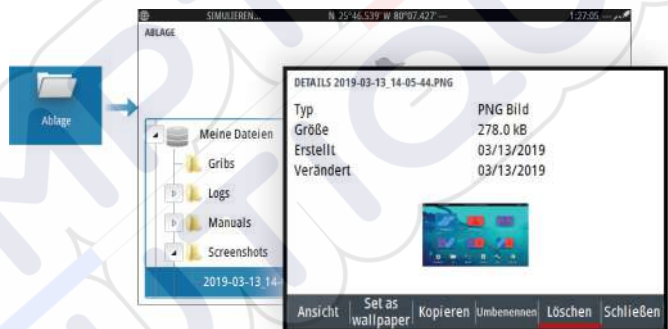 SIMULIEREN... N 25°46.539' W 80°07.427' 1:27:05
ABLAGE
Ablage
Meine Dateien
Gribs
Logs
Manuals
Screenshots
2019-03-13_14-
DETAILS 2019-03-13_14-05-44.PNG
Typ PNG Bild
Größe 278.0 kB
Erstellt 03/13/2019
Verändert 03/13/2019
Ansicht Set as wallpaper Kopieren Umbenennen Löschen Schließen